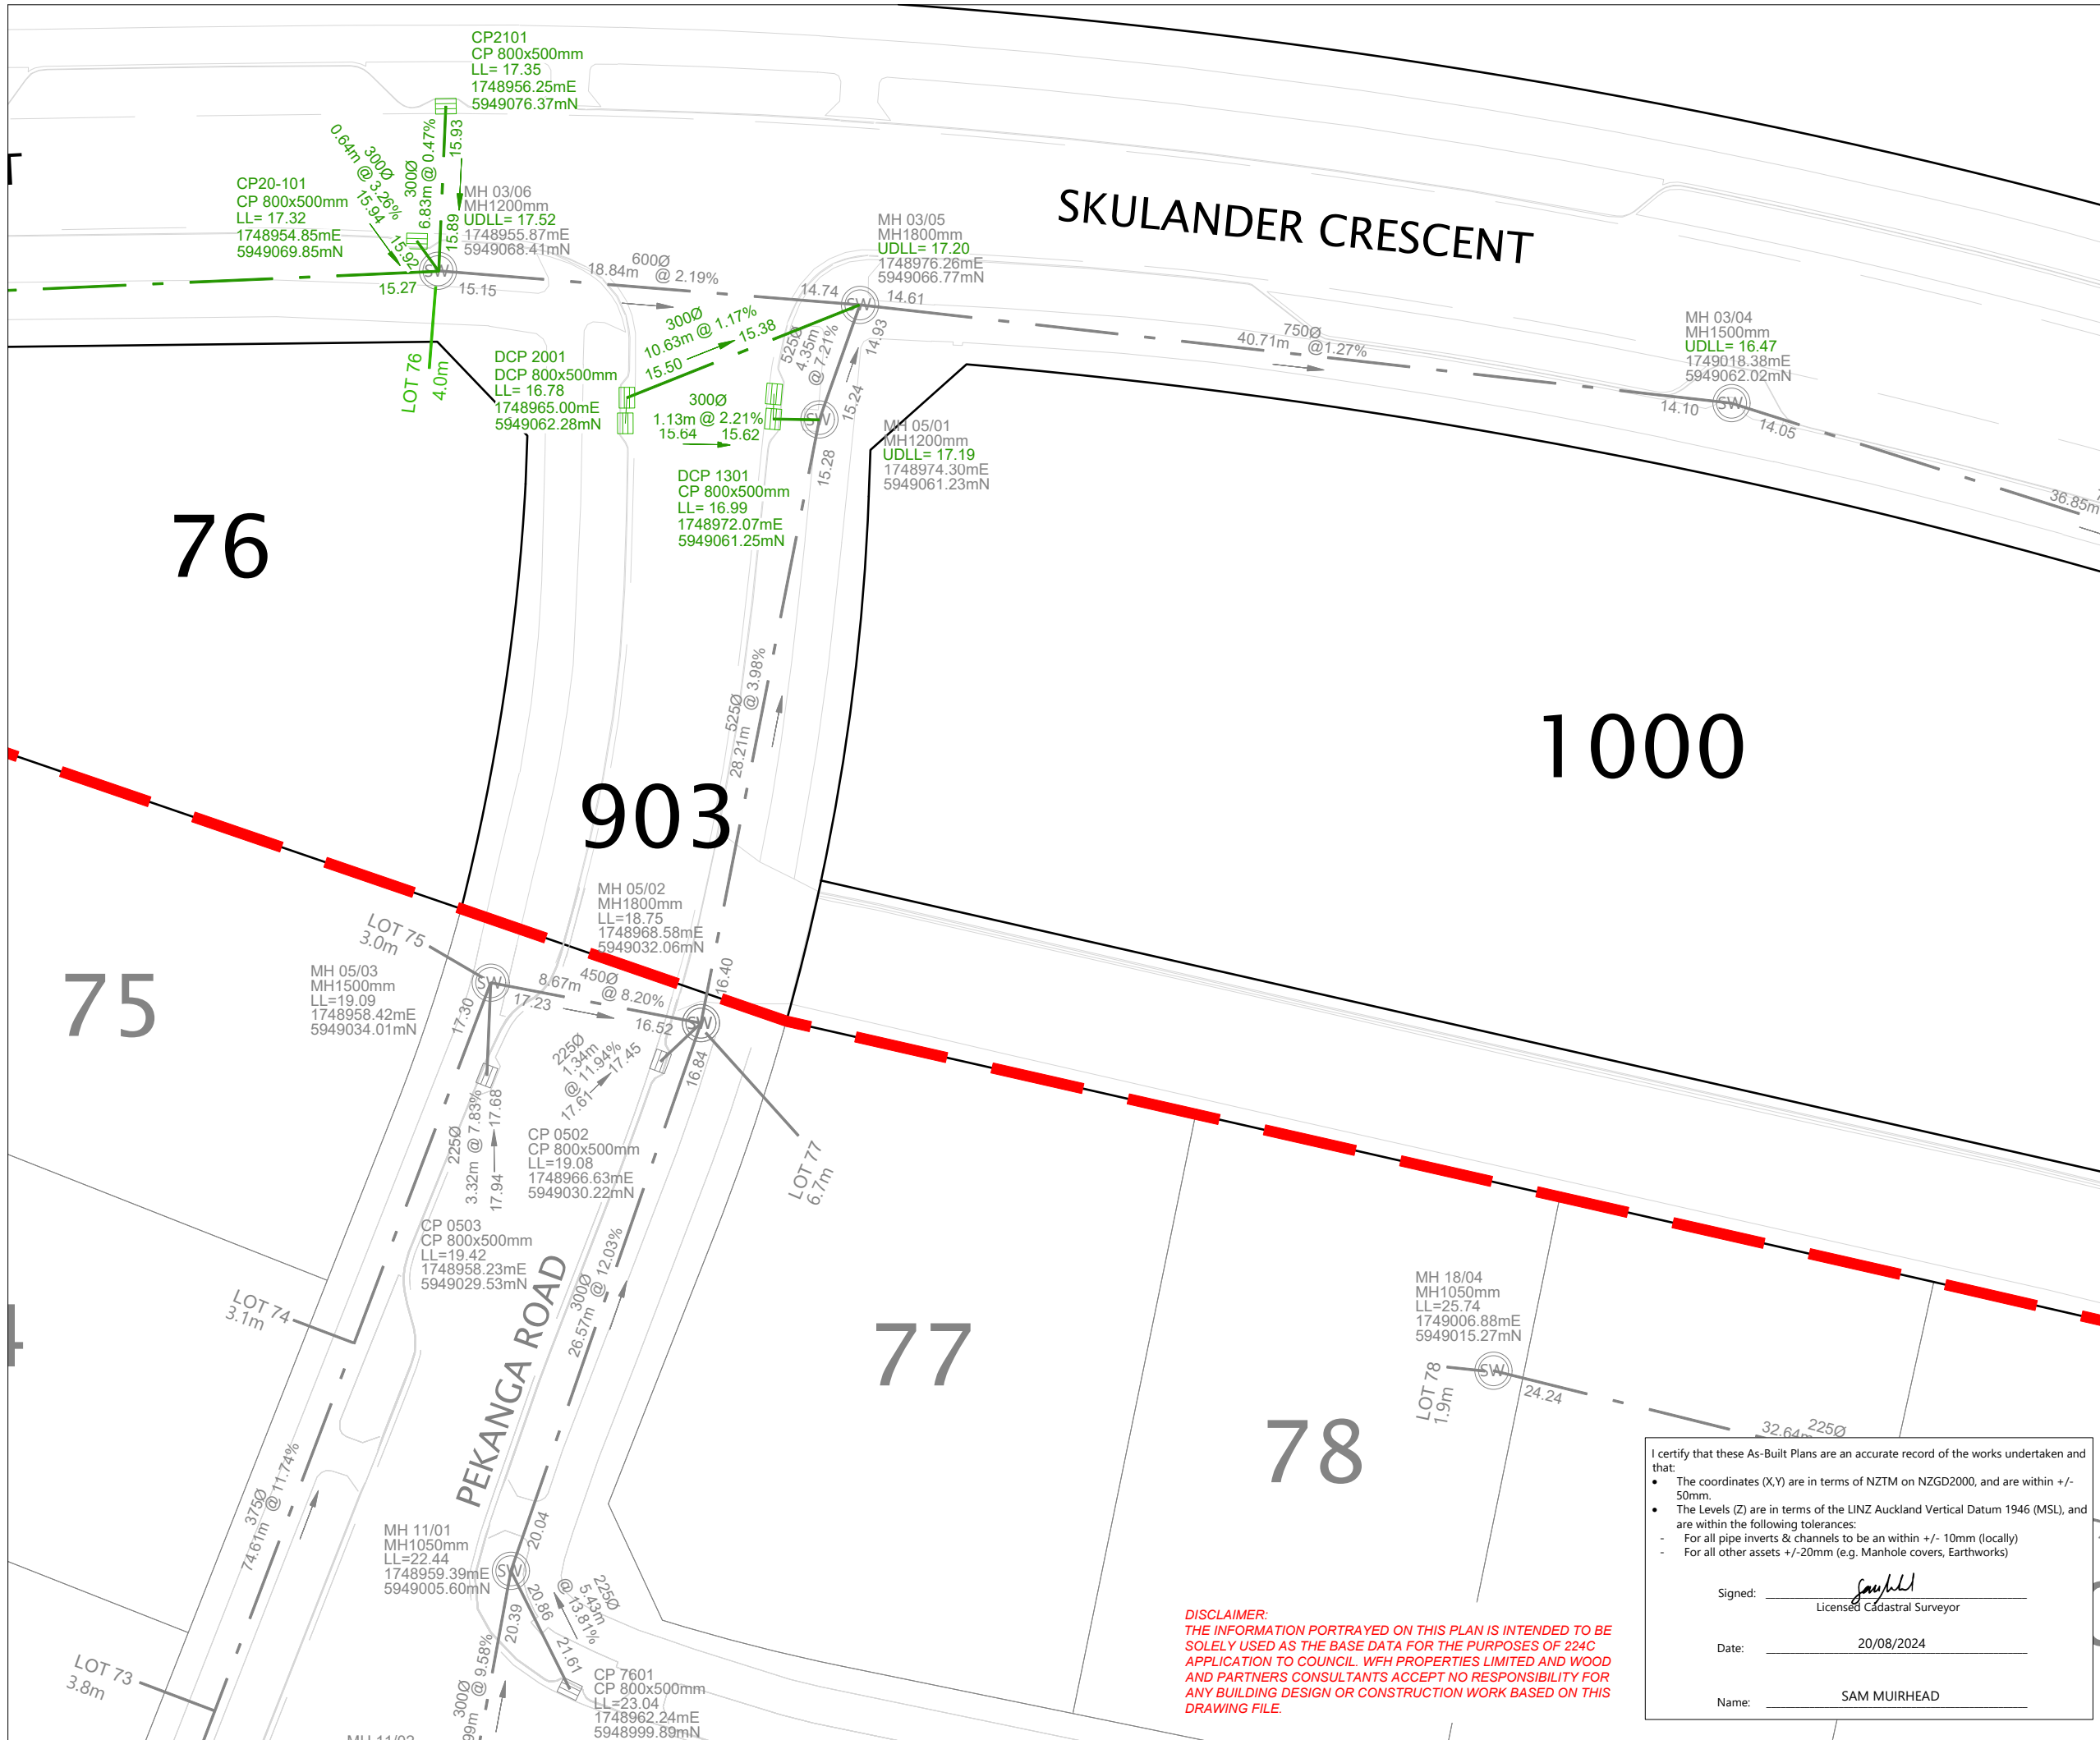 CP2101
CP 800x500mm
LL= 17.35
1748956.25mE
5949076.37mN
15.93
300Ø
6.83m @ 0.47%
15.89
300Ø
0.64m @ 3.26%
15.94
15.92
CP20-101
CP 800x500mm
LL= 17.32
1748954.85mE
5949069.85mN
MH 03/06
MH1200mm
UDLL= 17.52
1748955.87mE
5949068.41mN
SW
15.27
15.15
600Ø
18.84m @ 2.19%
14.74
MH 03/05
MH1800mm
UDLL= 17.20
1748976.26mE
5949066.77mN
SW
14.61
SKULANDER CRESCENT
750Ø
40.71m @1.27%
14.10
MH 03/04
MH1500mm
UDLL= 16.47
1749018.38mE
5949062.02mN
SW
14.05
36.85m
LOT 76
4.0m
DCP 2001
DCP 800x500mm
LL= 16.78
1748965.00mE
5949062.28mN
300Ø
10.63m @ 1.17%
15.50
15.38
525Ø
4.35m
@ 7.21%
14.93
15.24
300Ø
1.13m @ 2.21%
15.64
15.62
SW
15.28
MH 05/01
MH1200mm
UDLL= 17.19
1748974.30mE
5949061.23mN
DCP 1301
CP 800x500mm
LL= 16.99
1748972.07mE
5949061.25mN
76
1000
903
525Ø
28.21m @ 3.98%
16.40
MH 05/02
MH1800mm
LL=18.75
1748968.58mE
5949032.06mN
LOT 75
3.0m
75
MH 05/03
MH1500mm
LL=19.09
1748958.42mE
5949034.01mN
SW
17.30
17.23
450Ø
8.67m @ 8.20%
16.52
SW
16.84
225Ø
1.34m
@ 11.94%
17.61
17.45
225Ø
3.32m @ 7.83%
17.94
17.68
CP 0502
CP 800x500mm
LL=19.08
1748966.63mE
5949030.22mN
LOT 77
6.7m
CP 0503
CP 800x500mm
LL=19.42
1748958.23mE
5949029.53mN
LOT 74
3.1m
PEKANGA ROAD
300Ø
26.57m @ 12.03%
77
78
MH 18/04
MH1050mm
LL=25.74
1749006.88mE
5949015.27mN
SW
LOT 78
1.9m
24.24
225Ø
32.64m
375Ø
74.61m @ 11.74%
MH 11/01
MH1050mm
LL=22.44
1748959.39mE
5949005.60mN
SW
20.04
20.39
20.86
225Ø
5.43m
@ 13.81%
21.61
300Ø
99m @ 9.58%
CP 7601
CP 800x500mm
LL=23.04
1748962.24mE
5948999.89mN
LOT 73
3.8m
DISCLAIMER:
THE INFORMATION PORTRAYED ON THIS PLAN IS INTENDED TO BE
SOLELY USED AS THE BASE DATA FOR THE PURPOSES OF 224C
APPLICATION TO COUNCIL. WFH PROPERTIES LIMITED AND WOOD
AND PARTNERS CONSULTANTS ACCEPT NO RESPONSIBILITY FOR
ANY BUILDING DESIGN OR CONSTRUCTION WORK BASED ON THIS
DRAWING FILE.
I certify that these As-Built Plans are an accurate record of the works undertaken and
that:
• The coordinates (X,Y) are in terms of NZTM on NZGD2000, and are within +/-
50mm.
• The Levels (Z) are in terms of the LINZ Auckland Vertical Datum 1946 (MSL), and
are within the following tolerances:
- For all pipe inverts & channels to be an within +/- 10mm (locally)
- For all other assets +/-20mm (e.g. Manhole covers, Earthworks)
Signed:
Licensed Cadastral Surveyor
Date: 20/08/2024
Name: SAM MUIRHEAD